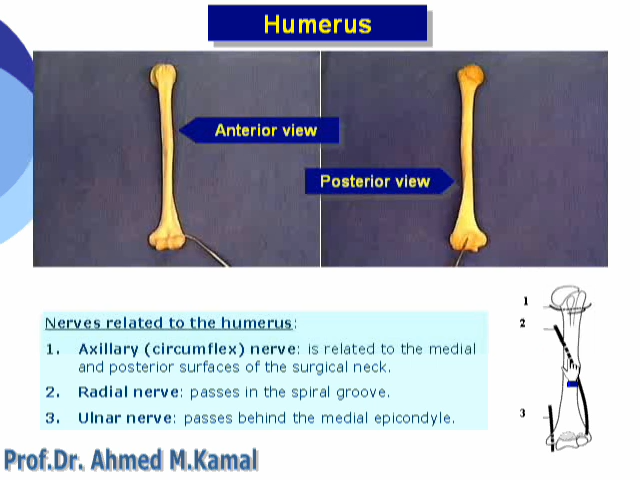 Humerus
Anterior view
Posterior view
Nerves related to the humerus:
1. Axillary (circumflex) nerve: is related to the medial
and posterior surfaces of the surgical neck.
2. Radial nerve: passes in the spiral groove.
3. Ulnar nerve: passes behind the medial epicondyle.
1
2
3
Prof.Dr. Ahmed M.Kamal